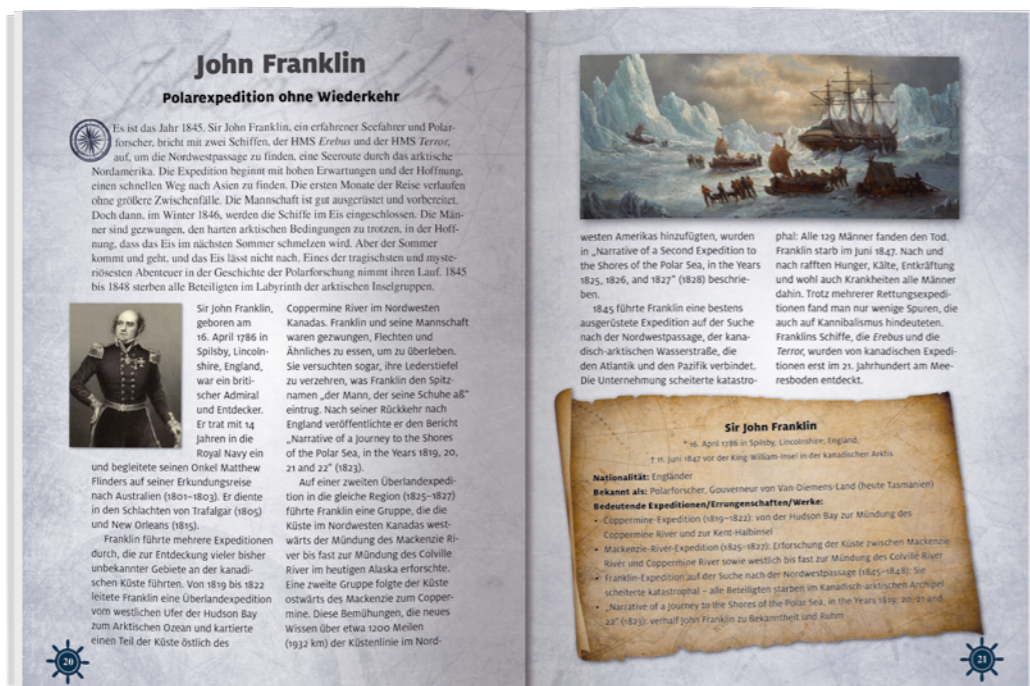 John Franklin
Polarexpedition ohne Wiederkehr
Es ist das Jahr 1845. Sir John Franklin, ein erfahrener Seefahrer und Polar-
forscher, bricht mit zwei Schiffen, der HMS Erebus und der HMS Terror,
auf, um die Nordwestpassage zu finden, eine Seeroute durch das arktische
Nordamerika. Die Expedition beginnt mit hohen Erwartungen und der Hoffnung,
einen schnellen Weg nach Asien zu finden. Die ersten Monate der Reise verlaufen
ohne größere Zwischenfälle. Die Mannschaft ist gut ausgerüstet und vorbereitet.
Doch dann, im Winter 1846, werden die Schiffe im Eis eingeschlossen. Die Män-
ner sind gezwungen, den harten arktischen Bedingungen zu trotzen, in der Hoff-
nung, dass das Eis im nächsten Sommer schmelzen wird. Aber der Sommer
kommt und geht, und das Eis lässt nicht nach. Eines der tragischsten und myste-
riösesten Abenteuer in der Geschichte der Polarforschung nimmt ihren Lauf. 1845
bis 1848 sterben alle Beteiligten im Labyrinth der arktischen Inselgruppen.
Sir John Franklin,
geboren am
16. April 1786 in
Spilsby, Lincoln-
shire, England,
war ein briti-
scher Admiral
und Entdecker.
Er trat mit 14
Jahren in die
Royal Navy ein
und begleitete seinen Onkel Matthew
Flinders auf seiner Erkundungsreise
nach Australien (1801–1803). Er diente
in den Schlachten von Trafalgar (1805)
und New Orleans (1815).
Franklin führte mehrere Expeditionen
durch, die zur Entdeckung vieler bisher
unbekannter Gebiete an der kanadi-
schen Küste führten. Von 1819 bis 1822
leitete Franklin eine Überlandexpedition
vom westlichen Ufer der Hudson Bay
zum Arktischen Ozean und kartierte
einen Teil der Küste östlich des
Coppermine River im Nordwesten
Kanadas. Franklin und seine Mannschaft
waren gezwungen, Flechten und
Ähnliches zu essen, um zu überleben.
Sie versuchten sogar, ihre Lederstiefel
zu verzehren, was Franklin den Spitz-
namen „der Mann, der seine Schuhe aß“
eintrug. Nach seiner Rückkehr nach
England veröffentlichte er den Bericht
„Narrative of a Journey to the Shores
of the Polar Sea, in the Years 1819, 20,
21 and 22“ (1823).
Auf einer zweiten Überlandexpedi-
tion in die gleiche Region (1825–1827)
führte Franklin eine Gruppe, die die
Küste im Nordwesten Kanadas west-
wärts der Mündung des Mackenzie Ri-
ver bis fast zur Mündung des Colville
River im heutigen Alaska erforschte.
Eine zweite Gruppe folgte der Küste
ostwärts des Mackenzie zum Copper-
mine. Diese Bemühungen, die neues
Wissen über etwa 1200 Meilen
(1932 km) der Küstenlinie im Nord-
20
westen Amerikas hinzufügten, wurden
in „Narrative of a Second Expedition to
the Shores of the Polar Sea, in the Years
1825, 1826, and 1827“ (1828) beschrie-
ben.
1845 führte Franklin eine bestens
ausgerüstete Expedition auf der Suche
nach der Nordwestpassage, der kana-
disch-arktischen Wasserstraße, die
den Atlantik und den Pazifik verbindet.
Die Unternehmung scheiterte katastro-
phal: Alle 129 Männer fanden den Tod.
Franklin starb im Juni 1847. Nach und
nach rafften Hunger, Kälte, Entkräftung
und wohl auch Krankheiten alle Männer
dahin. Trotz mehrerer Rettungsexpedi-
tionen fand man nur wenige Spuren, die
auch auf Kannibalismus hindeuteten.
Franklins Schiffe, die Erebus und die
Terror, wurden von kanadischen Expedi-
tionen erst im 21. Jahrhundert am Mee-
resboden entdeckt.
Sir John Franklin
* 16. April 1786 in Spilsby, Lincolnshire, England,
† 11. Juni 1847 vor der King-William-Insel in der kanadischen Arktis
Nationalität: Engländer
Bekannt als: Polarforscher, Gouverneur von Van-Diemens-Land (heute Tasmanien)
Bedeutende Expeditionen/Errungenschaften/Werke:
• Coppermine-Expedition (1819–1822): von der Hudson Bay zur Mündung des
Coppermine River und zur Kent-Halbinsel
• Mackenzie-River-Expedition (1825–1827): Erforschung der Küste zwischen Mackenzie
River und Coppermine River sowie westlich bis fast zur Mündung des Colville River
• Franklin-Expedition auf der Suche nach der Nordwestpassage (1845–1848): Sie
scheiterte katastrophal – alle Beteiligten starben im Kanadisch-arktischen Archipel
• „Narrative of a Journey to the Shores of the Polar Sea, in the Years 1819, 20, 21 and
22“ (1823): verhalf John Franklin zu Bekanntheit und Ruhm
21